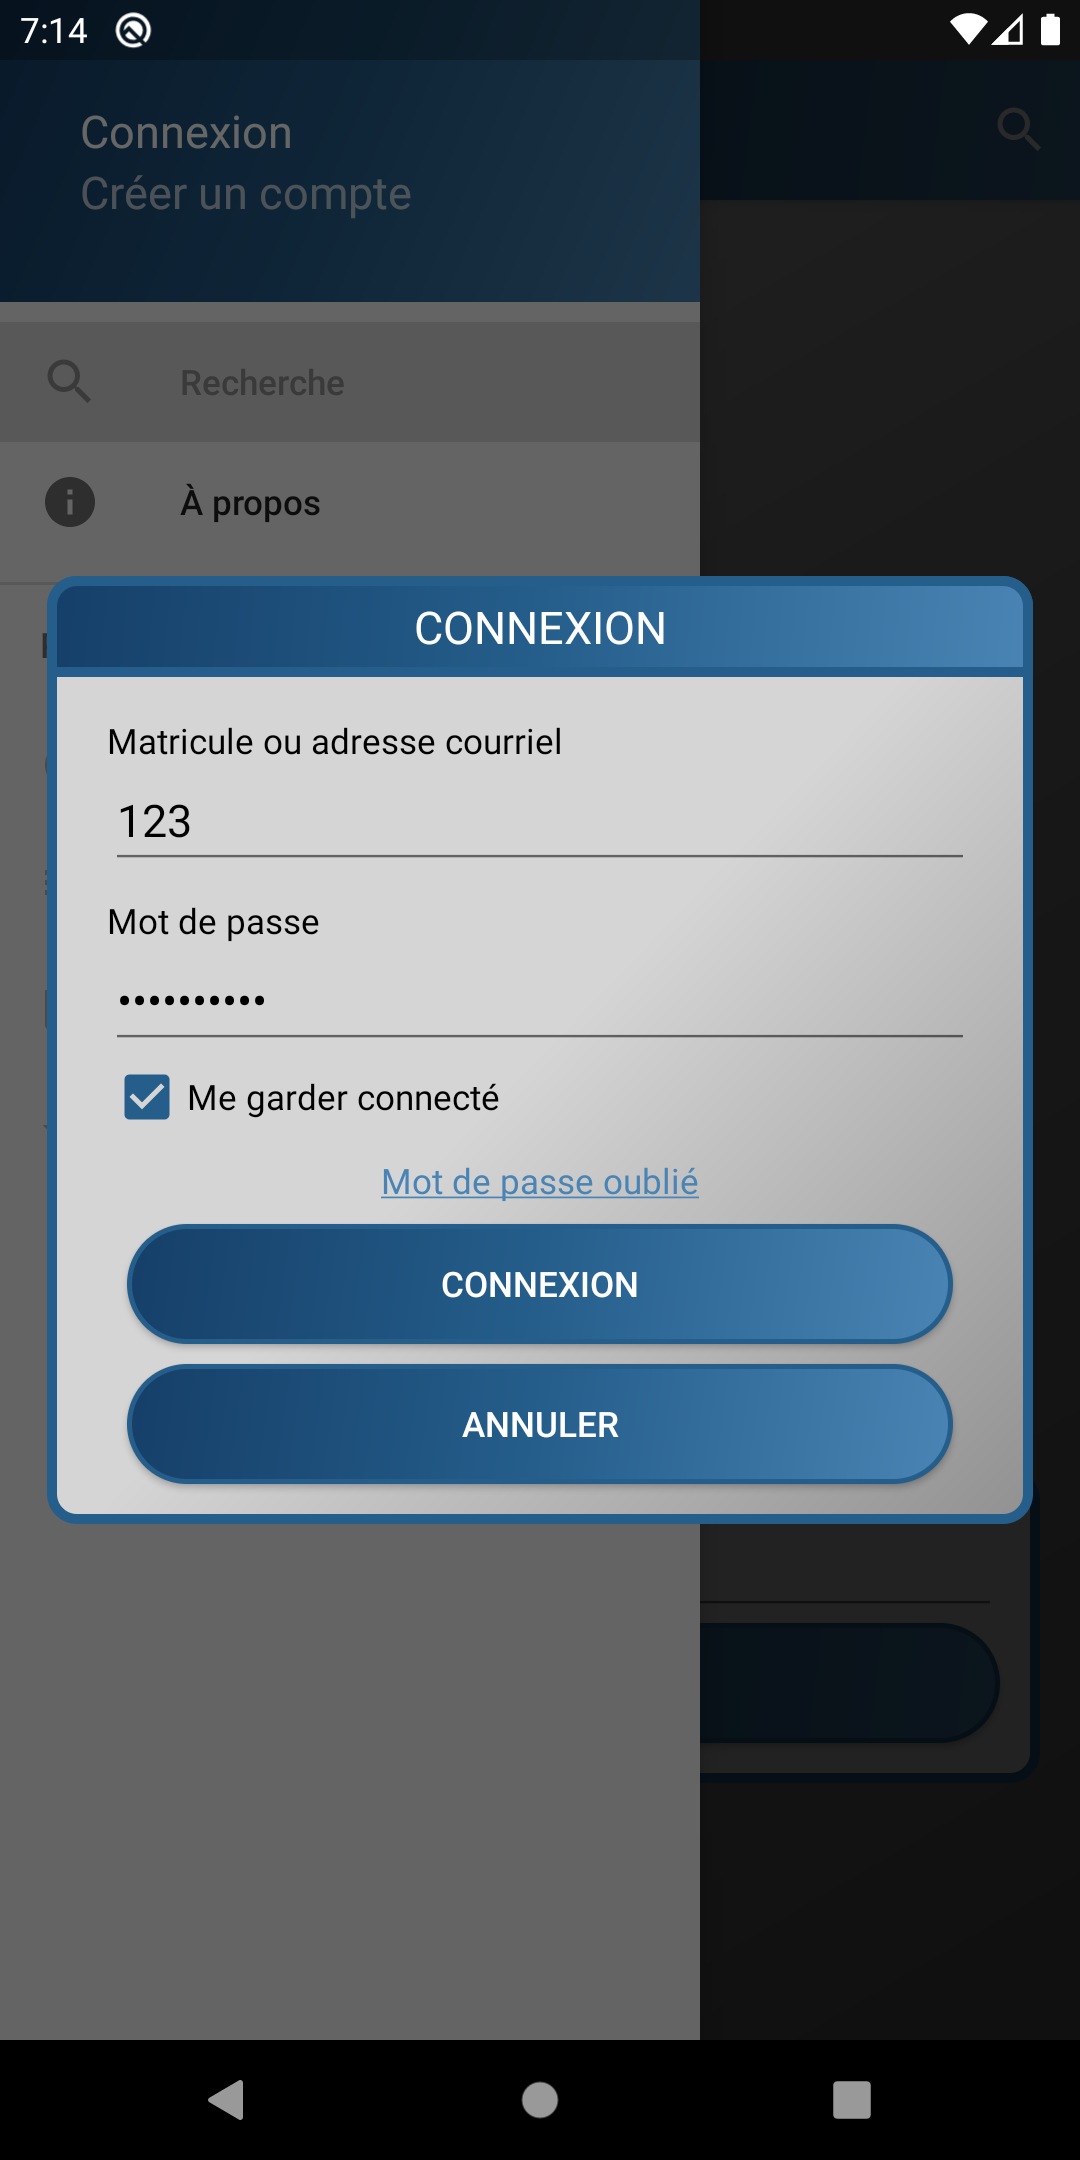 7:14
Connexion
Créer un compte
Recherche
À propos
CONNEXION
Matricule ou adresse courriel
123
Mot de passe
••••••••••
Me garder connecté
Mot de passe oublié
CONNEXION
ANNULER